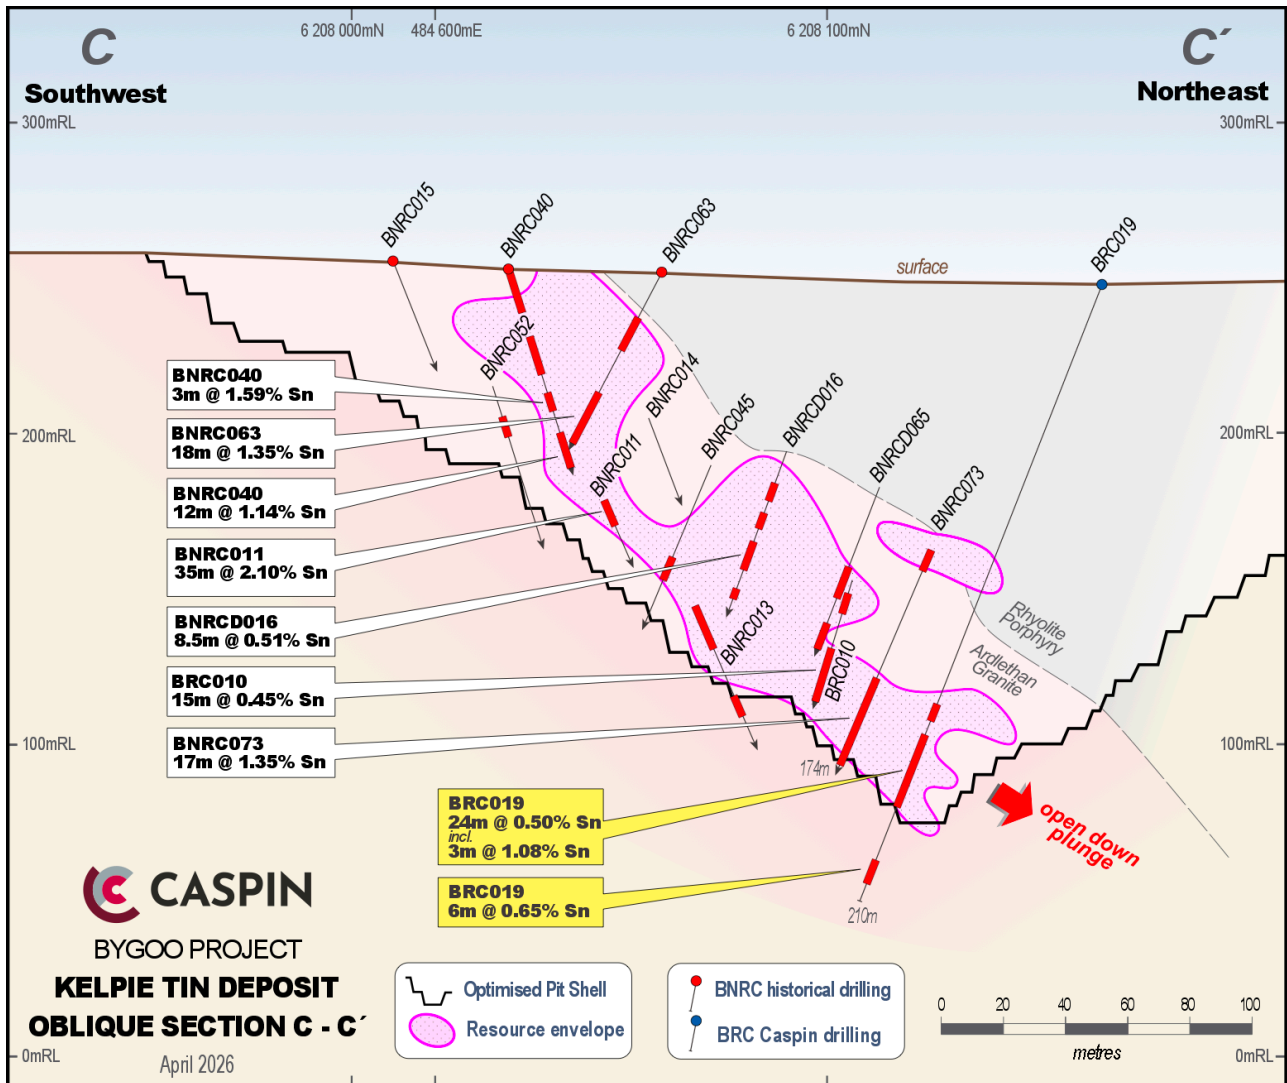 C
Southwest
6 208 000mN
484 600mE
6 208 100mN
C´
Northeast
300mRL
300mRL
BNRC015
BNRC040
BNRC063
BRC019
surface
BNRC052
BNRC014
BNRC045
BNRCD016
BNRCD065
BNRC073
BNRC011
BNRC013
BRC010
200mRL
200mRL
BNRC040
3m @ 1.59% Sn
BNRC063
18m @ 1.35% Sn
BNRC040
12m @ 1.14% Sn
BNRC011
35m @ 2.10% Sn
BNRCD016
8.5m @ 0.51% Sn
BRC010
15m @ 0.45% Sn
BNRC073
17m @ 1.35% Sn
Rhyolite
Porphyry
Ardlethan
Granite
100mRL
100mRL
174m
BRC019
24m @ 0.50% Sn
incl.
3m @ 1.08% Sn
BRC019
6m @ 0.65% Sn
210m
open down
plunge
CASPIN
BYGOO PROJECT
KELPIE TIN DEPOSIT
OBLIQUE SECTION C - C´
April 2026
Optimised Pit Shell
Resource envelope
BNRC historical drilling
BRC Caspin drilling
0 20 40 60 80 100
metres
0mRL
0mRL